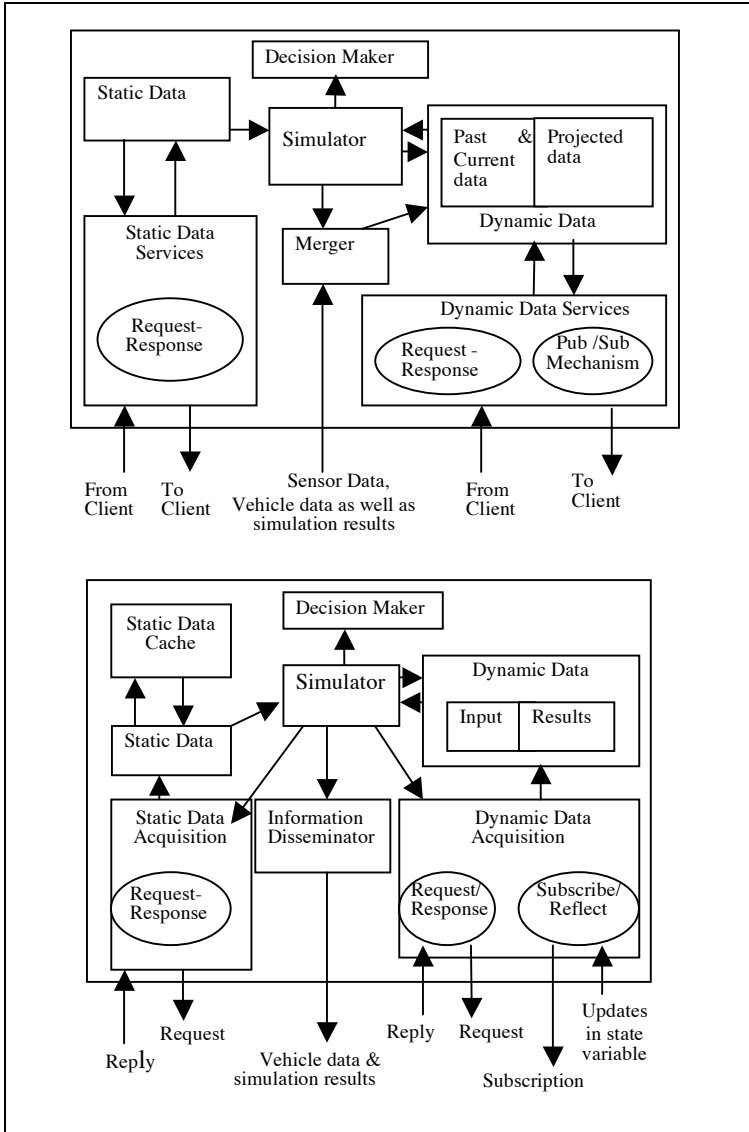 Decision Maker
Static Data
Simulator
Past &
Current
data
Projected
data
Dynamic Data
Static Data
Services
Merger
Request-
Response
Dynamic Data Services
Request -
Response
Pub /Sub
Mechanism
From
Client
To
Client
Sensor Data,
Vehicle data as well as
simulation results
From
Client
To
Client
Static Data
Cache
Decision Maker
Simulator
Dynamic Data
Input
Results
Static Data
Static Data
Acquisition
Information
Disseminator
Dynamic Data
Acquisition
Request-
Response
Request/
Response
Subscribe/
Reflect
Reply
Request
Vehicle data &
simulation results
Reply
Request
Subscription
Updates
in state
variable